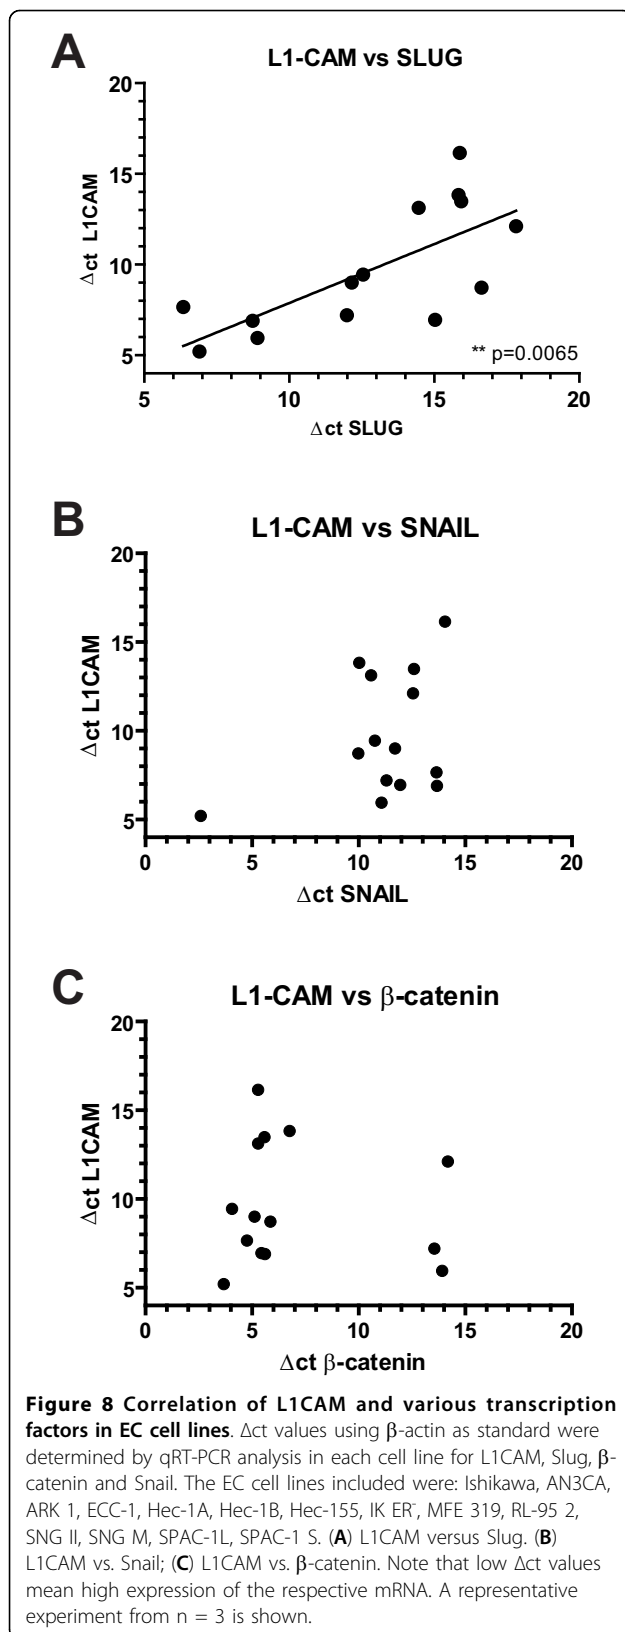 A
L1-CAM vs SLUG
20
15
10
5
Δct L1CAM
** p=0.0065
5 10 15 20
Δct SLUG
B
L1-CAM vs SNAIL
20
15
10
5
Δct L1CAM
0 5 10 15 20
Δct SNAIL
C
L1-CAM vs β-catenin
20
15
10
5
Δct L1CAM
0 5 10 15 20
Δct β-catenin
Figure 8 Correlation of L1CAM and various transcription
factors in EC cell lines. Δct values using β-actin as standard were
determined by qRT-PCR analysis in each cell line for L1CAM, Slug, β-
catenin and Snail. The EC cell lines included were: Ishikawa, AN3CA,
ARK 1, ECC-1, Hec-1A, Hec-1B, Hec-155, IK ER⁻, MFE 319, RL-95 2,
SNG II, SNG M, SPAC-1L, SPAC-1 S. (A) L1CAM versus Slug. (B)
L1CAM vs. Snail; (C) L1CAM vs. β-catenin. Note that low Δct values
mean high expression of the respective mRNA. A representative
experiment from n = 3 is shown.